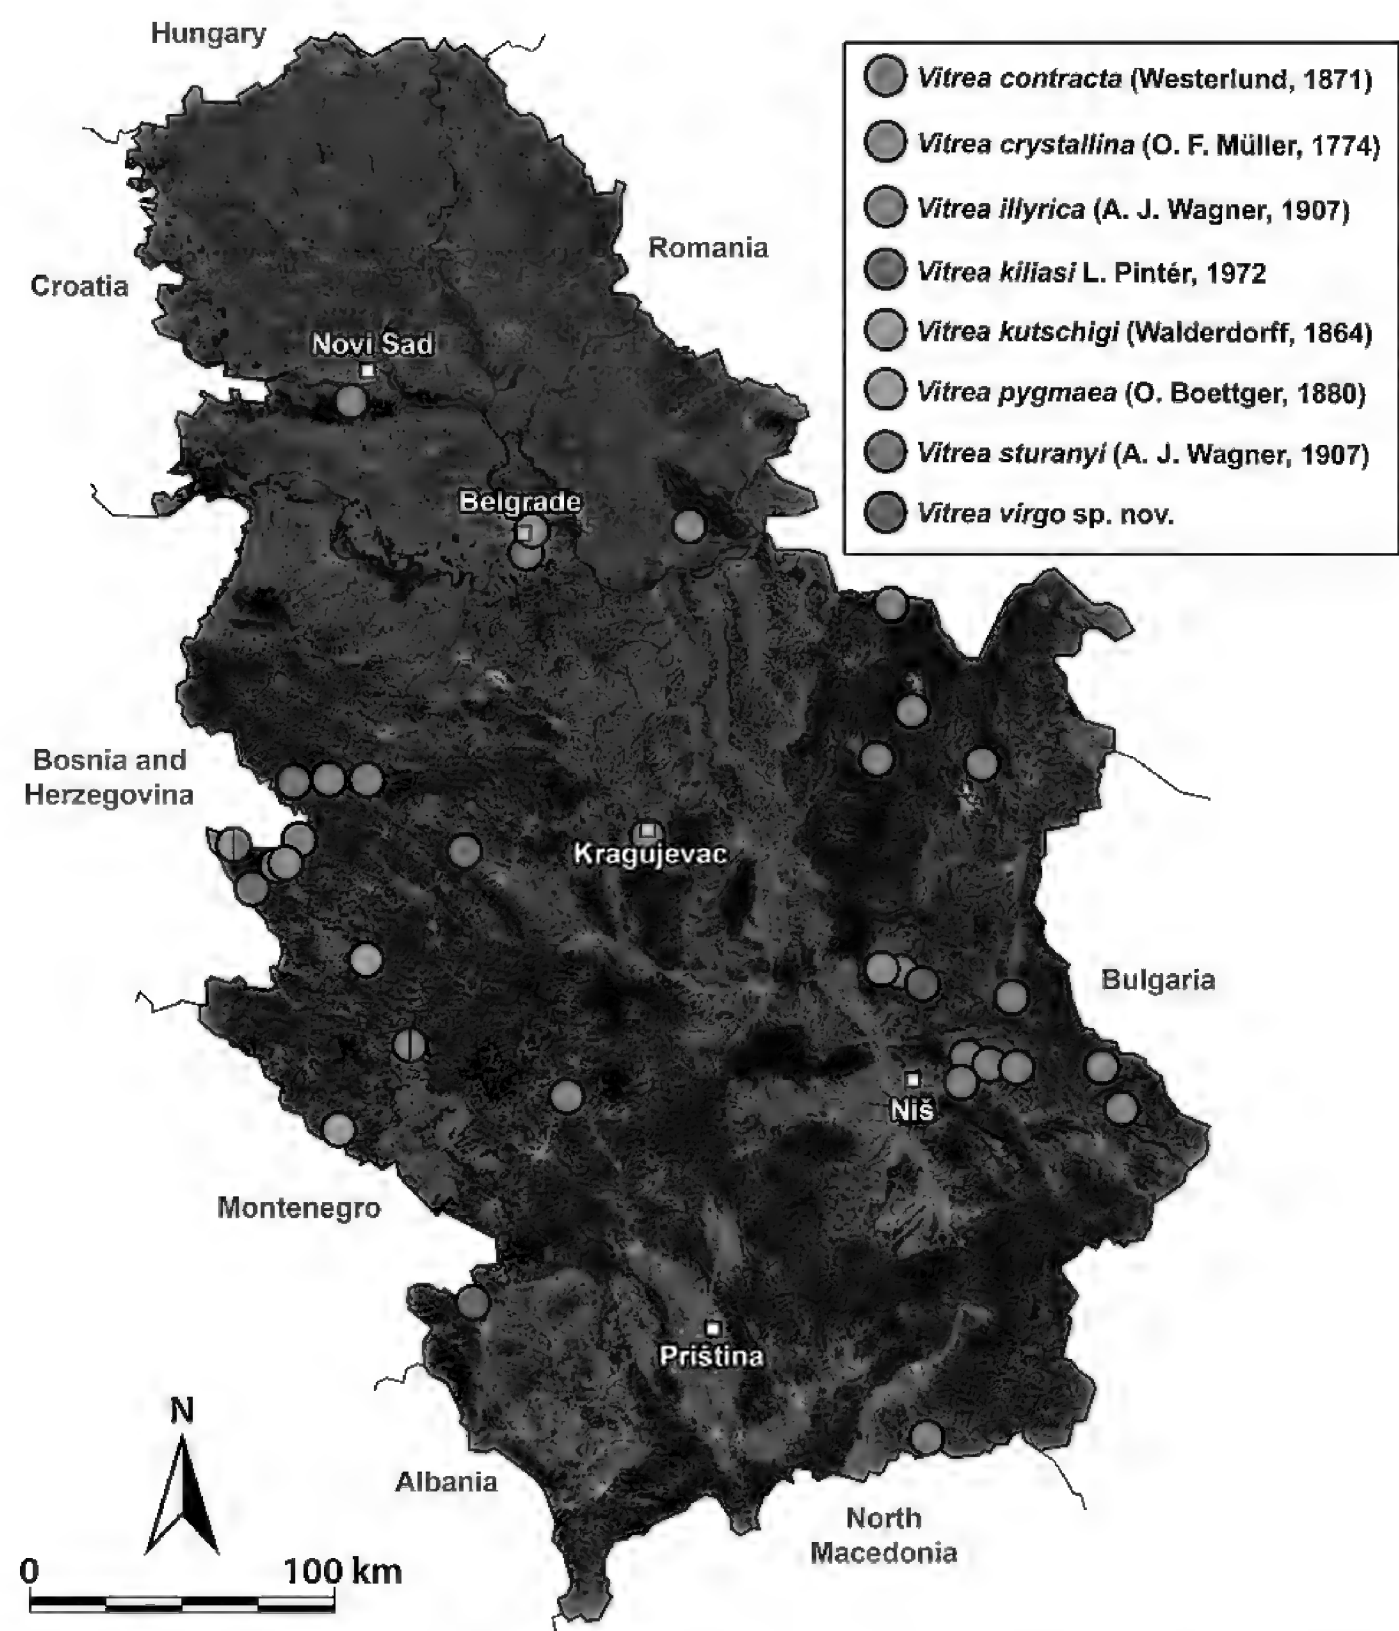 Hungary
Vitrea contracta (Westerlund, 1871)
Vitrea crystallina (O. F. Müller, 1774)
Vitrea illyrica (A. J. Wagner, 1907)
Vitrea kiliasi L. Pintér, 1972
Vitrea kutschigi (Walderdorff, 1864)
Vitrea pygmaea (O. Boettger, 1880)
Vitrea sturanyi (A. J. Wagner, 1907)
Vitrea virgo sp. nov.
Romania
Croatia
Novi Sad
Belgrade
Bosnia and
Herzegovina
Kragujevac
Bulgaria
Niš
Montenegro
Priština
N
Albania
North
Macedonia
0 100 km